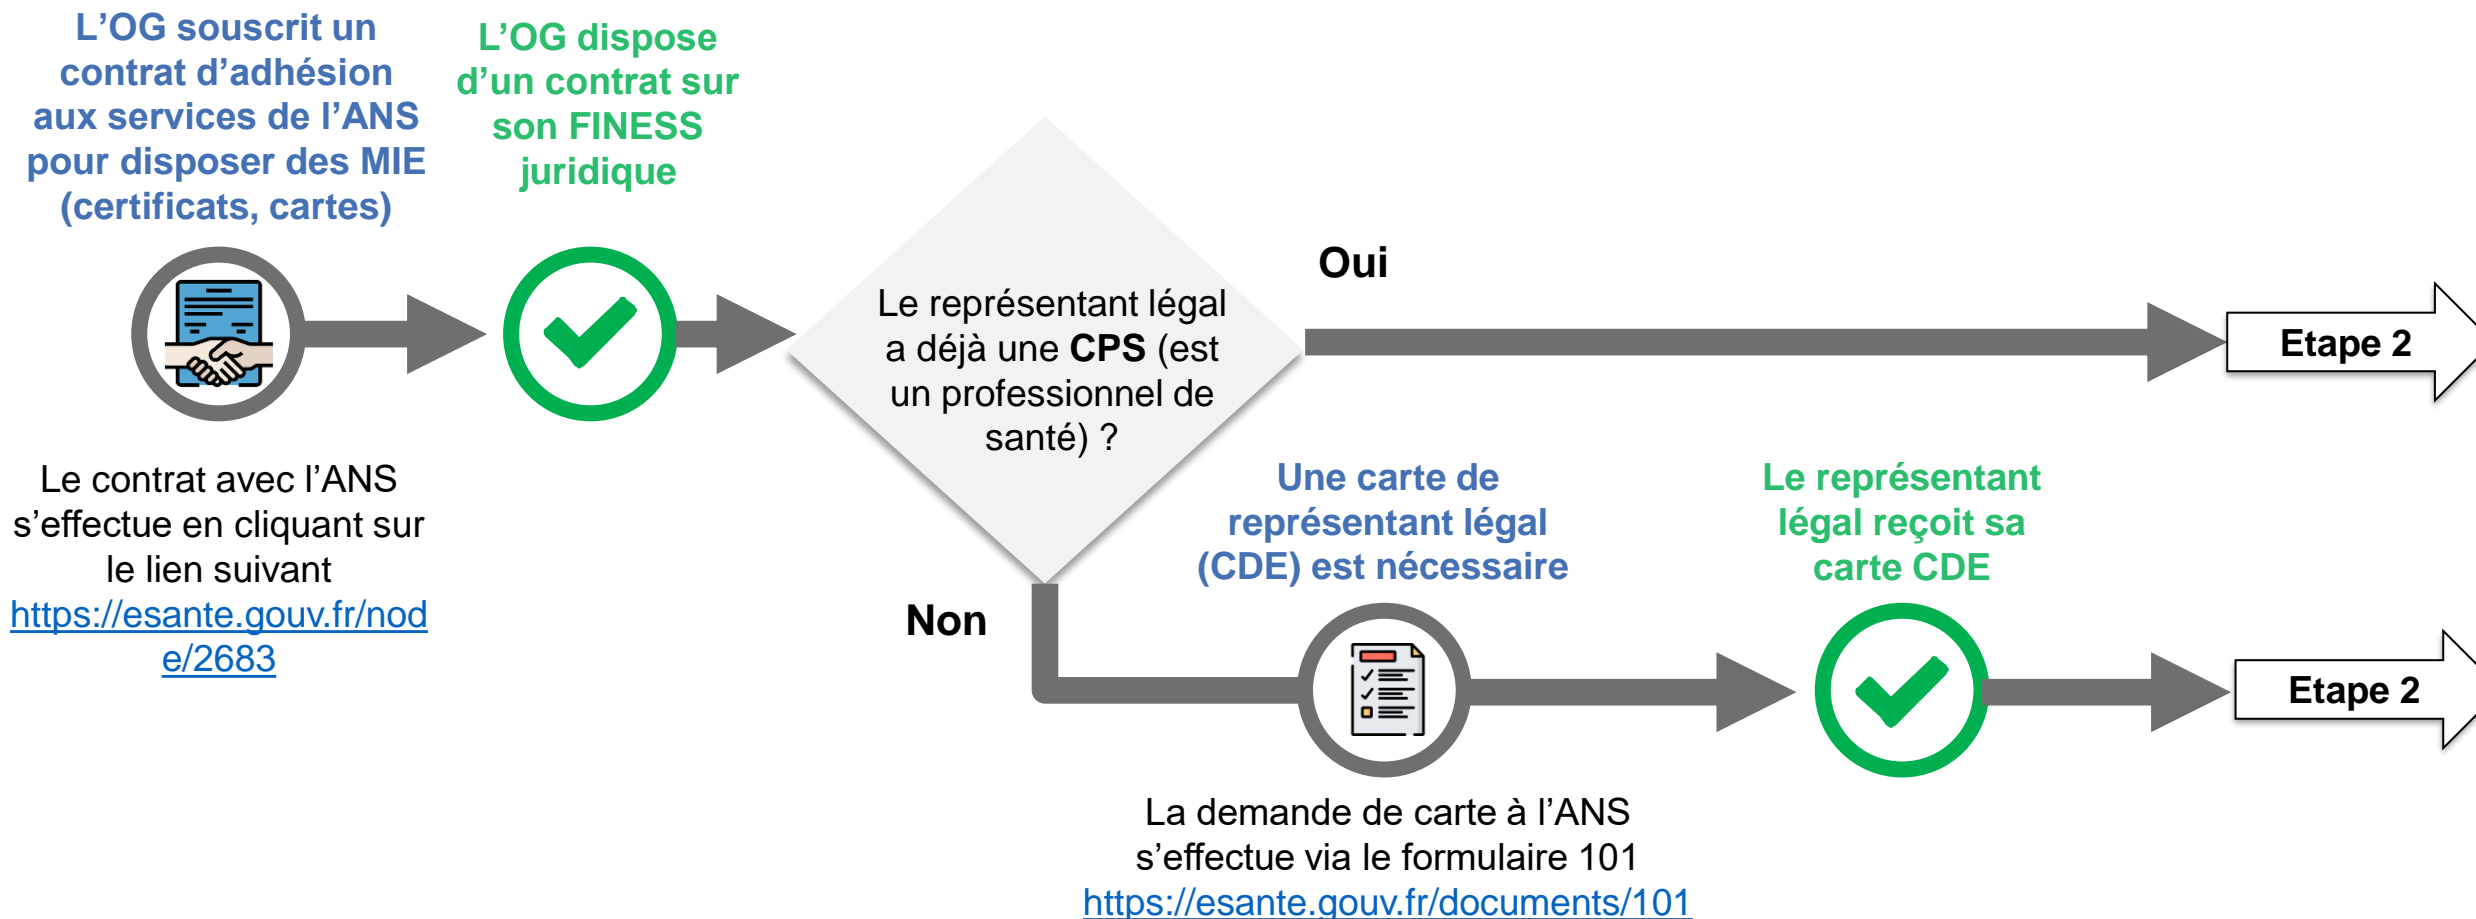 L’OG souscrit un
contrat d’adhésion
aux services de l’ANS
pour disposer des MIE
(certificats, cartes)
L’OG dispose
d’un contrat sur
son FINESS
juridique
Le contrat avec l’ANS
s’effectue en cliquant sur
le lien suivant
https://esante.gouv.fr/nod
e/2683
Le représentant légal
a déjà une CPS (est
un professionnel de
santé) ?
Oui
Etape 2
Non
Une carte de
représentant légal
(CDE) est nécessaire
Le représentant
légal reçoit sa
carte CDE
Etape 2
La demande de carte à l’ANS
s’effectue via le formulaire 101
https://esante.gouv.fr/documents/101